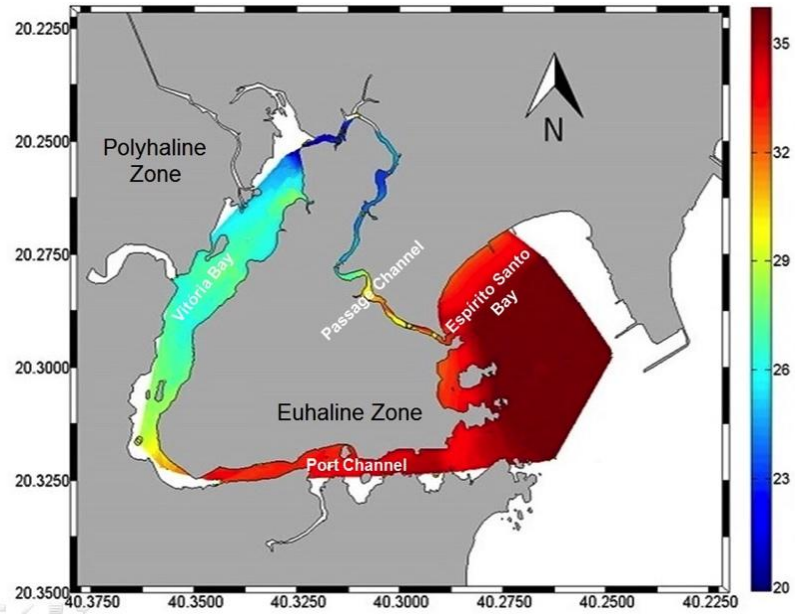 20.2250
20.2500
20.2750
20.3000
20.3250
20.3500
40.3750
40.3500
40.3250
40.3000
40.2750
40.2500
40.2250
35
32
29
26
23
20
N
Polyhaline
Zone
Vitoria Bay
Passage Channel
Espirito Santo
Bay
Euhaline Zone
Port Channel